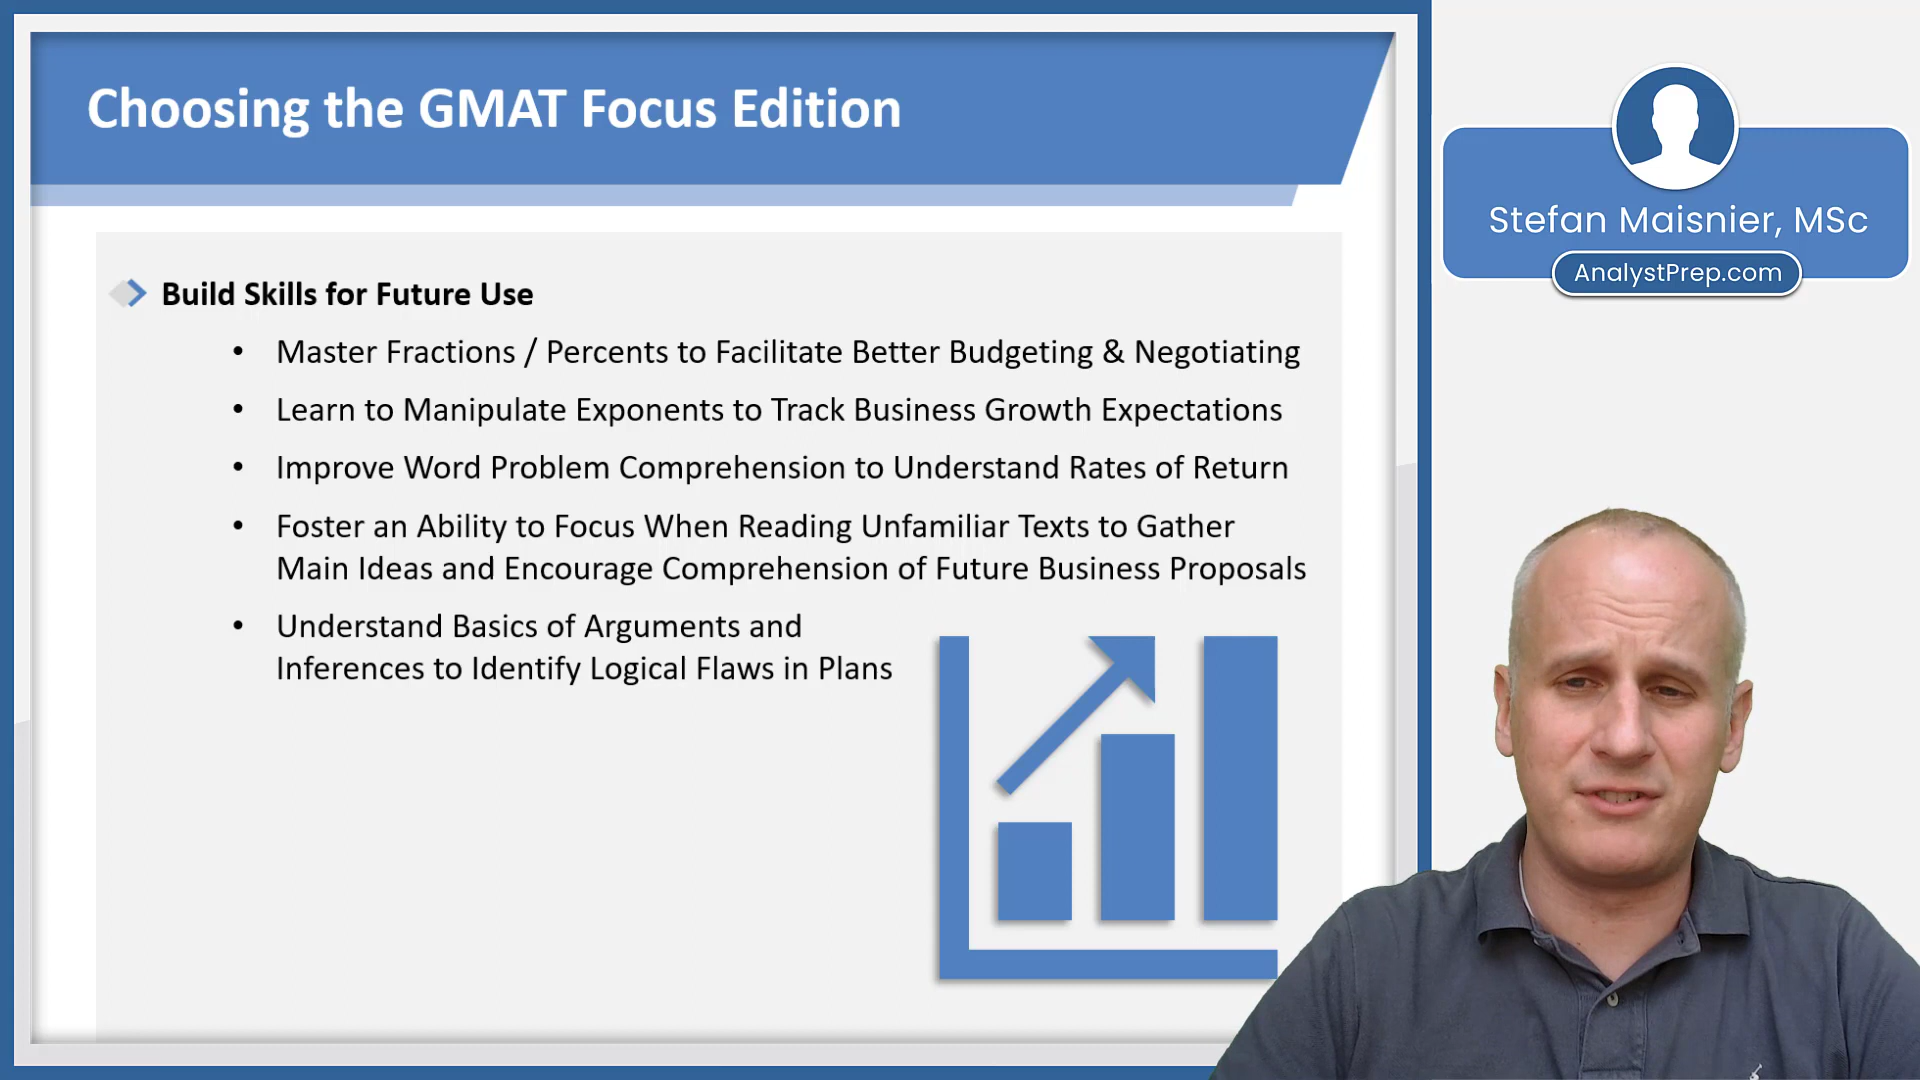 Choosing the GMAT Focus Edition
Build Skills for Future Use
• Master Fractions / Percents to Facilitate Better Budgeting & Negotiating
• Learn to Manipulate Exponents to Track Business Growth Expectations
• Improve Word Problem Comprehension to Understand Rates of Return
• Foster an Ability to Focus When Reading Unfamiliar Texts to Gather
Main Ideas and Encourage Comprehension of Future Business Proposals
• Understand Basics of Arguments and
Inferences to Identify Logical Flaws in Plans
Stefan Maisnier, MSc
AnalystPrep.com